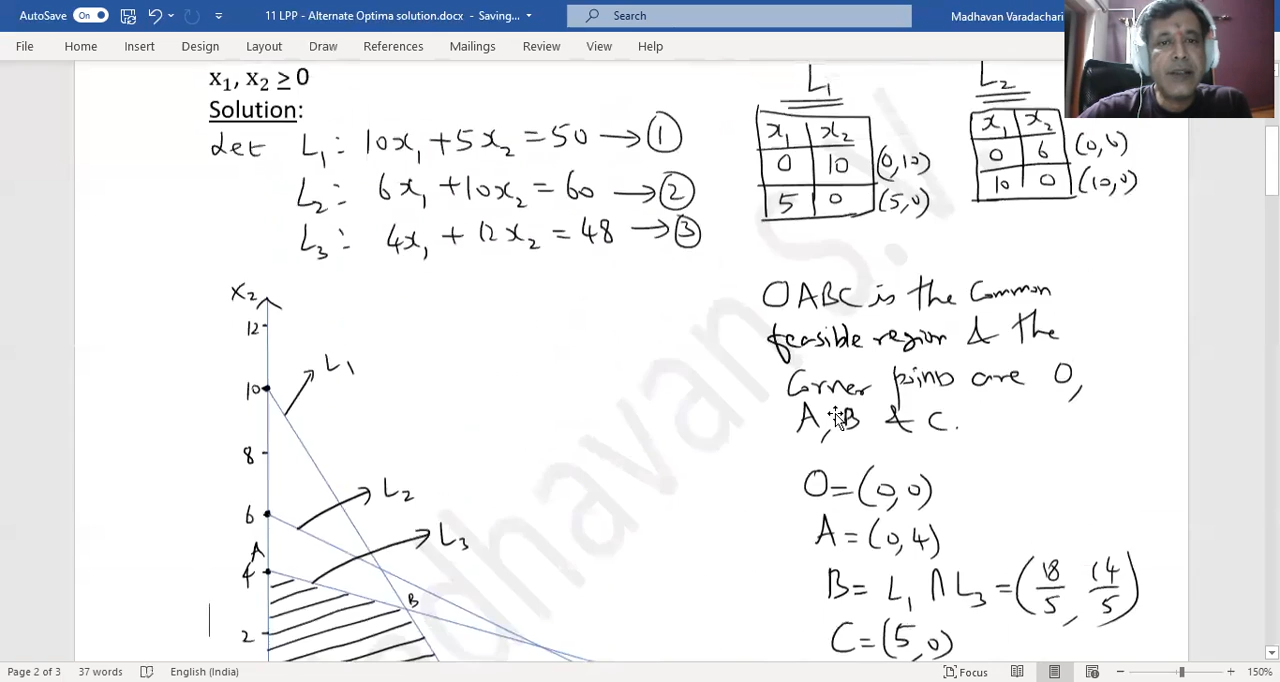 AutoSave On 11 LPP - Alternate Optima solution.docx - Saving... Search Madhavan Varadachari
File Home Insert Design Layout Draw References Mailings Review View Help
x1, x2 ≥ 0
Solution:
Let L1: 10x1 + 5x2 = 50 → ①
L2: 6x1 + 10x2 = 60 → ②
L3: 4x1 + 12x2 = 48 → ③
L1
x1 x2
0 10 (0,10)
5 0 (5,0)
L2
x1 x2
0 6 (0,6)
10 0 (10,0)
OABC is the Common
feasible region & the
Corner points are O,
A, B & C.
O = (0,0)
A = (0,4)
B = L1 ∩ L3 = (18/5, 14/5)
C = (5,0)
X2
12
L1
10
8
L2
6
L3
A
4
B
2
Madhavan S.V
Page 2 of 3 37 words English (India) Focus 150%